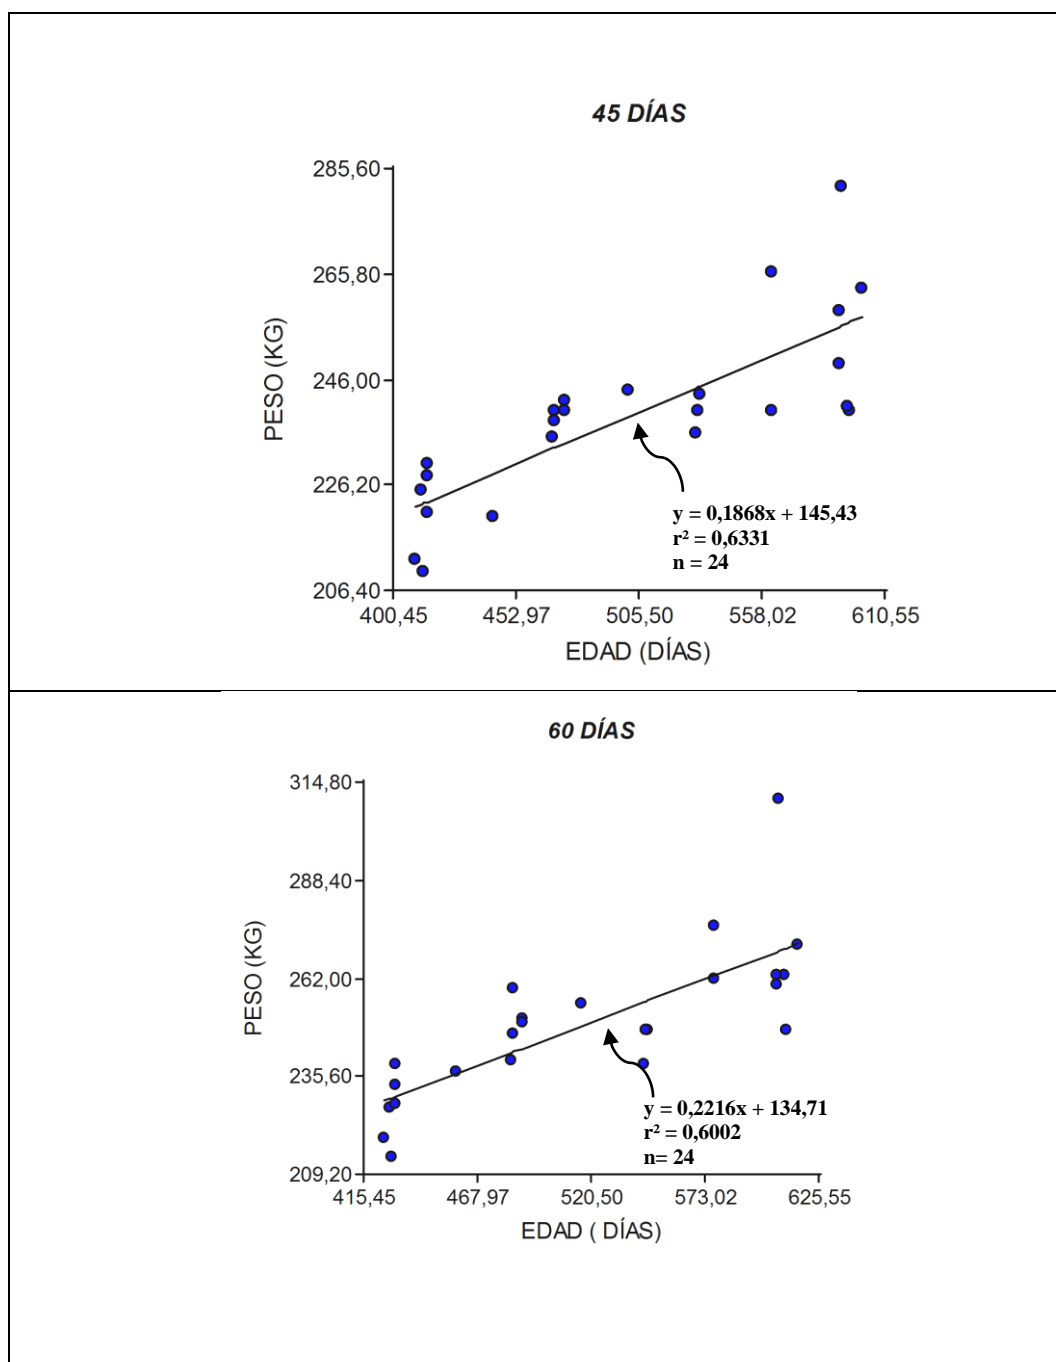 45 DÍAS
285,60
265,80
246,00
226,20
206,40
PESO (KG)
y = 0,1868x + 145,43
r² = 0,6331
n = 24
400,45 452,97 505,50 558,02 610,55
EDAD (DÍAS)
60 DÍAS
314,80
288,40
262,00
235,60
209,20
PESO (KG)
y = 0,2216x + 134,71
r² = 0,6002
n= 24
415,45 467,97 520,50 573,02 625,55
EDAD ( DÍAS)